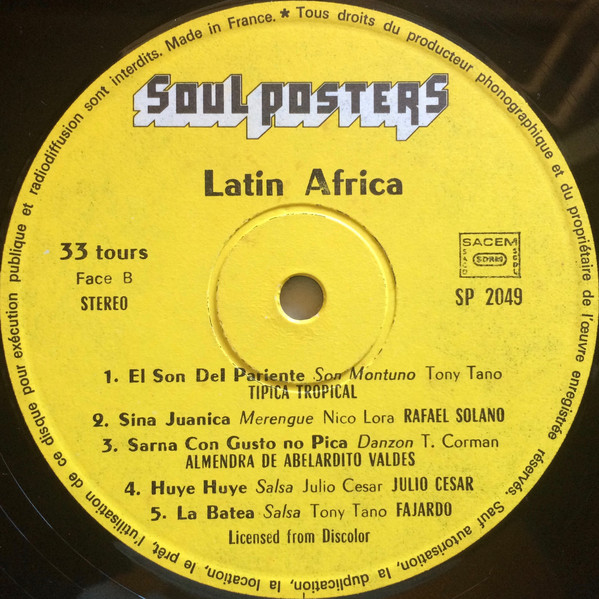 de ce disque pour exécution publique et radiodiffusion sont interdits. Made in France. * Tous droits du producteur phonographique et du propriétaire de l'œuvre enregistrée réservés. Sauf autorisation, la duplication, la location, le prêt, l'utilisation
SOUL POSTERS
Latin Africa
33 tours
Face B
STEREO
SACEM
SACD
SDRM
SGDL
SP 2049
1. El Son Del Pariente Son Montuno Tony Tano
TIPICA TROPICAL
2. Sina Juanica Merengue Nico Lora RAFAEL SOLANO
3. Sarna Con Gusto no Pica Danzon T. Corman
ALMENDRA DE ABELARDITO VALDES
4. Huye Huye Salsa Julio Cesar JULIO CESAR
5. La Batea Salsa Tony Tano FAJARDO
Licensed from Discolor